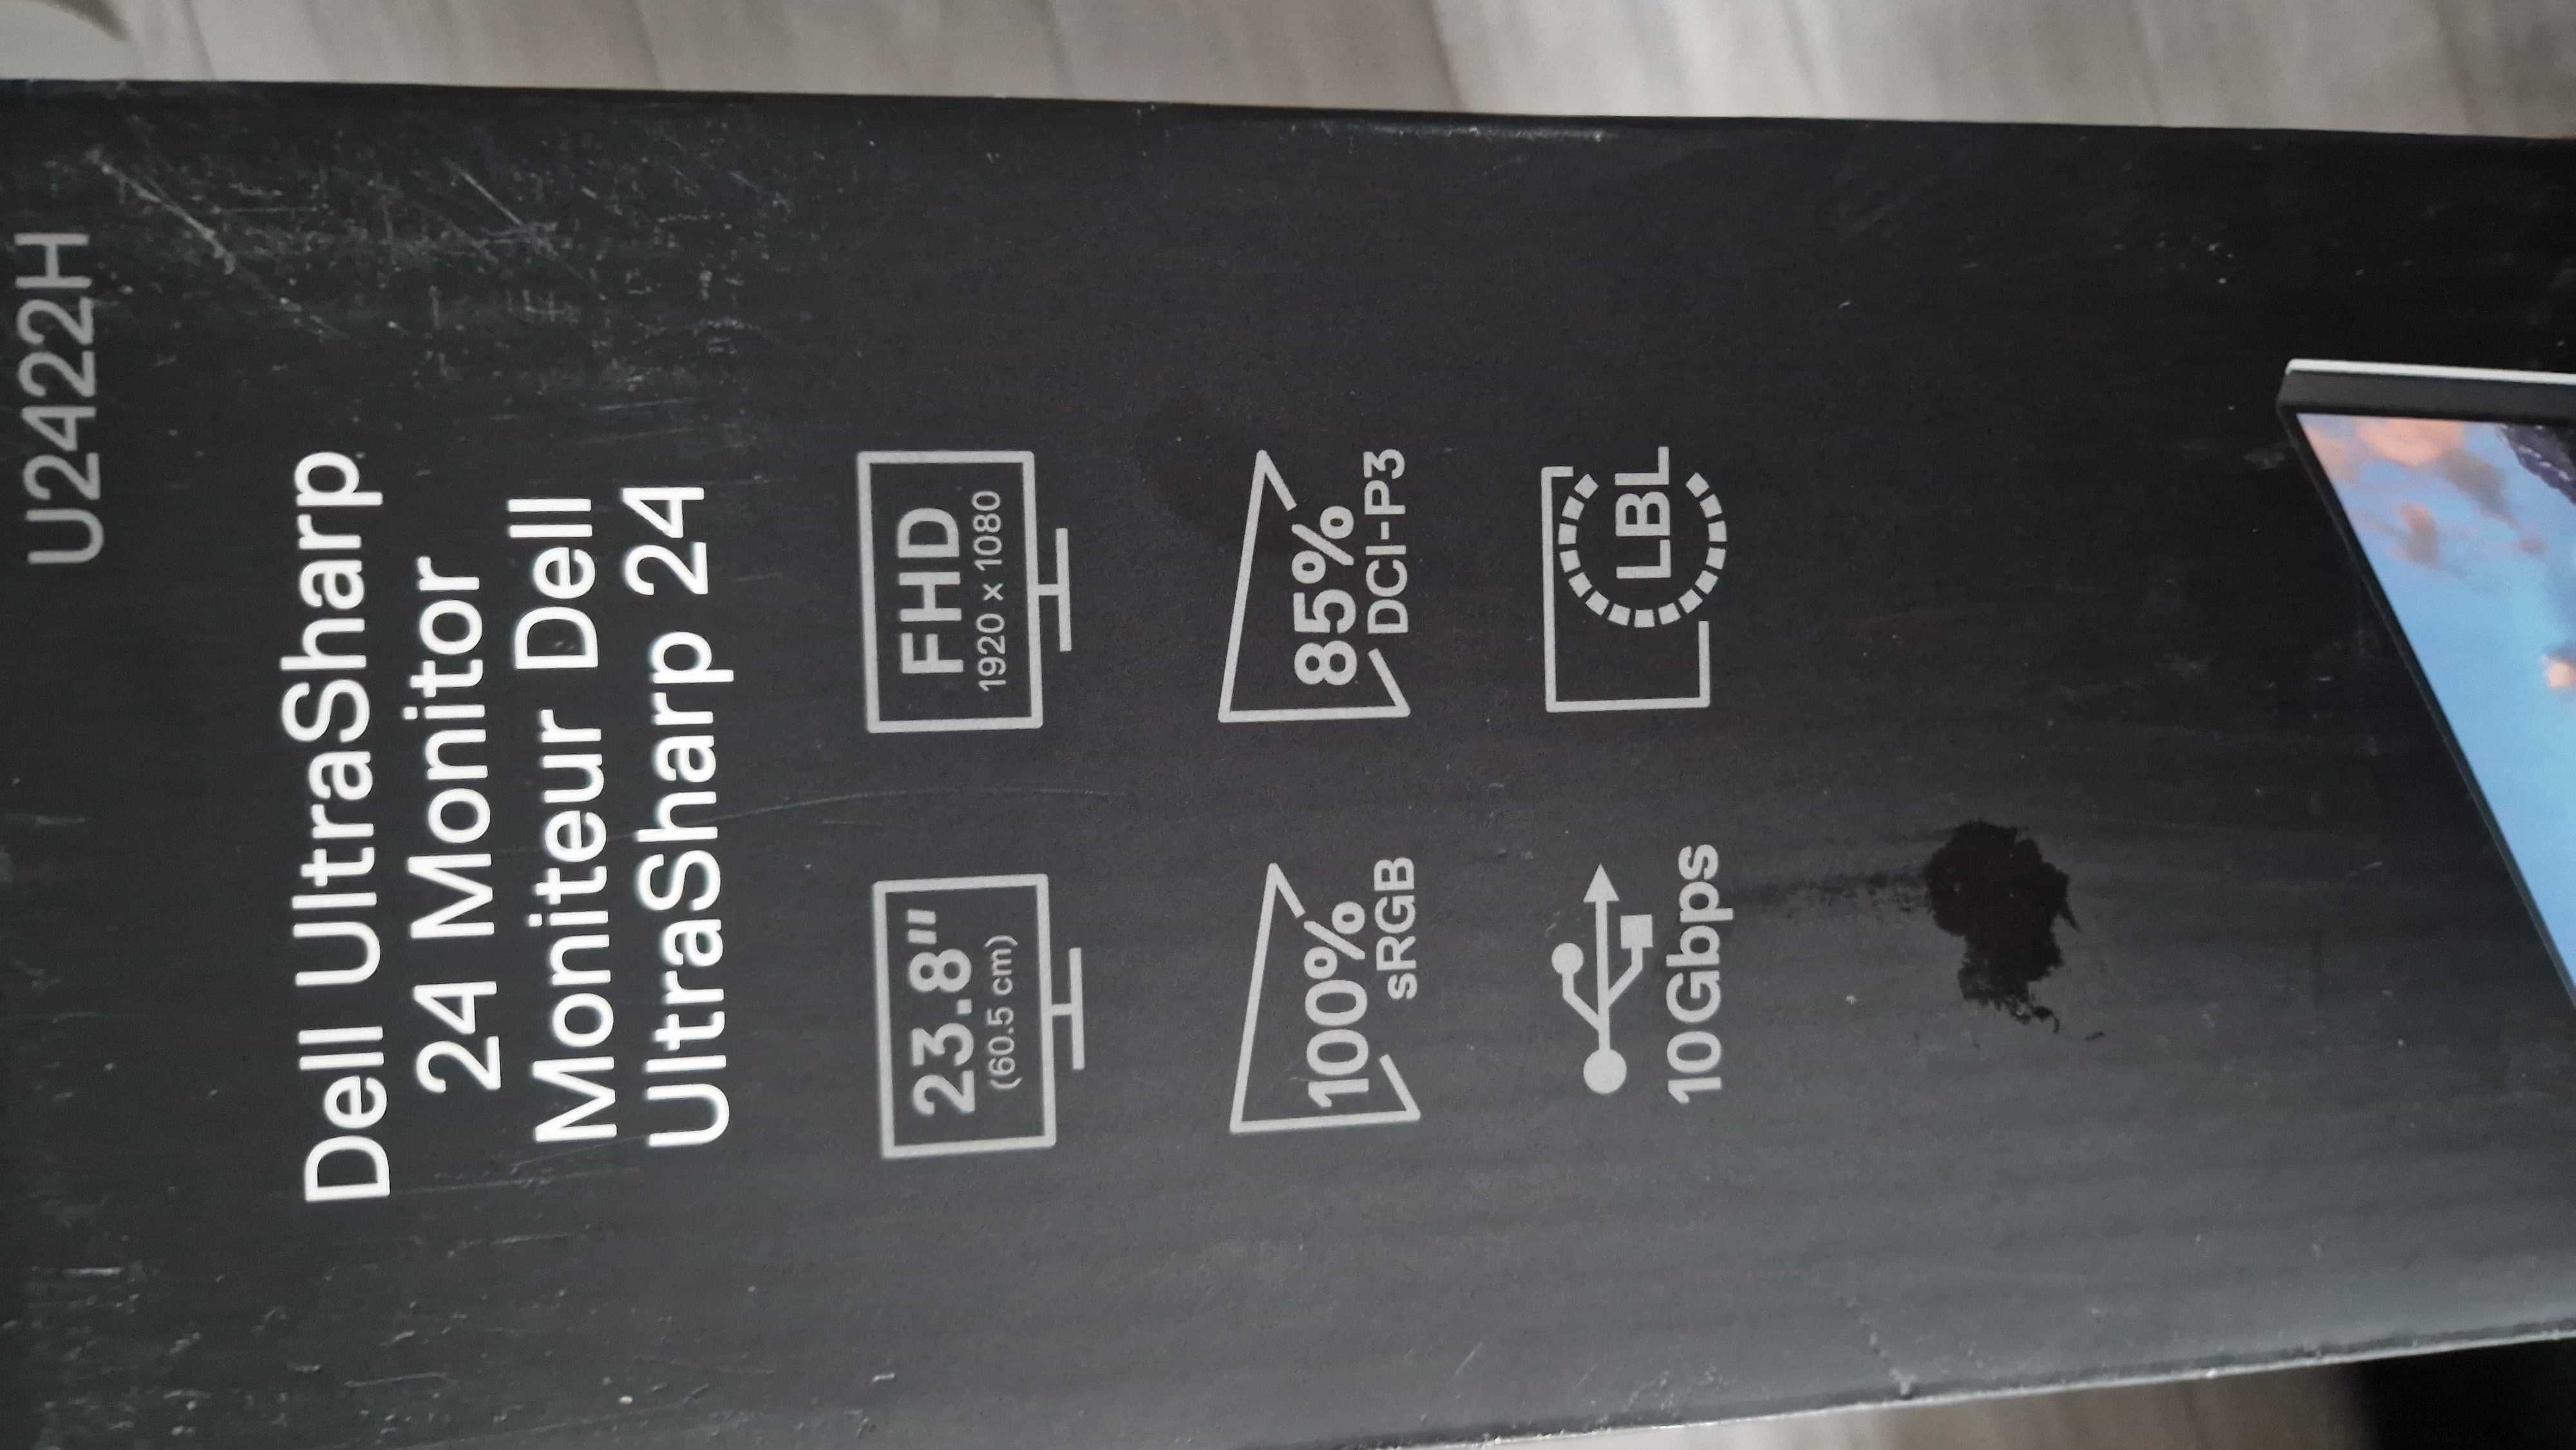 U2422H
Dell UltraSharp
24 Monitor
Moniteur Dell
UltraSharp 24
23.8"
(60.5 cm)
FHD
1920 x 1080
100%
sRGB
85%
DCI-P3
10Gbps
LBL